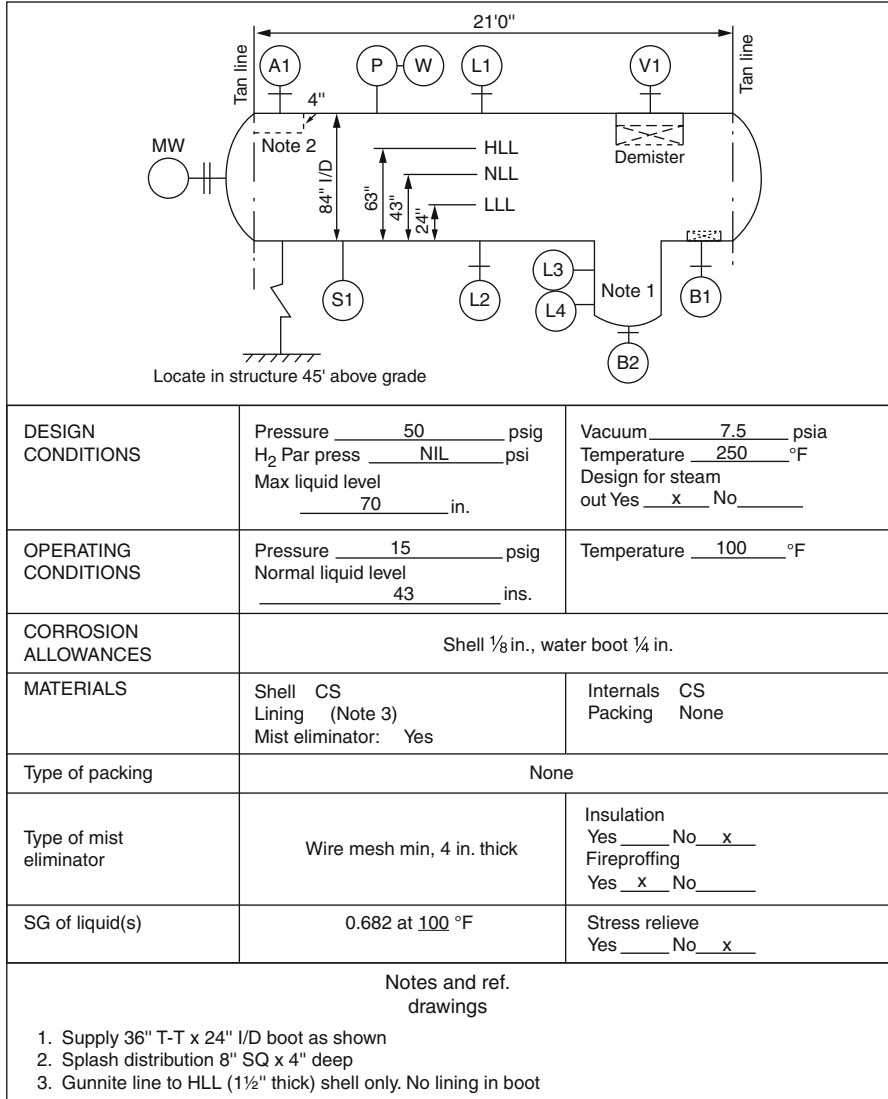 21'0"
Tan line
A1
P
W
L1
V1
Tan line
4"
MW
Note 2
84" I/D
63"
43"
24"
HLL
NLL
LLL
Demister
S1
L2
L3
L4
Note 1
B1
B2
Locate in structure 45' above grade
DESIGN CONDITIONS
Pressure 50 psig
H2 Par press NIL psi
Max liquid level
70 in.
Vacuum 7.5 psia
Temperature 250 °F
Design for steam
out Yes x No
OPERATING CONDITIONS
Pressure 15 psig
Normal liquid level
43 ins.
Temperature 100 °F
CORROSION ALLOWANCES
Shell ⅛ in., water boot ¼ in.
MATERIALS
Shell CS
Lining (Note 3)
Mist eliminator: Yes
Internals CS
Packing None
Type of packing
None
Type of mist eliminator
Wire mesh min, 4 in. thick
Insulation
Yes No x
Fireproffing
Yes x No
SG of liquid(s)
0.682 at 100 °F
Stress relieve
Yes No x
Notes and ref.
drawings
1. Supply 36" T-T x 24" I/D boot as shown
2. Splash distribution 8" SQ x 4" deep
3. Gunnite line to HLL (1½" thick) shell only. No lining in boot